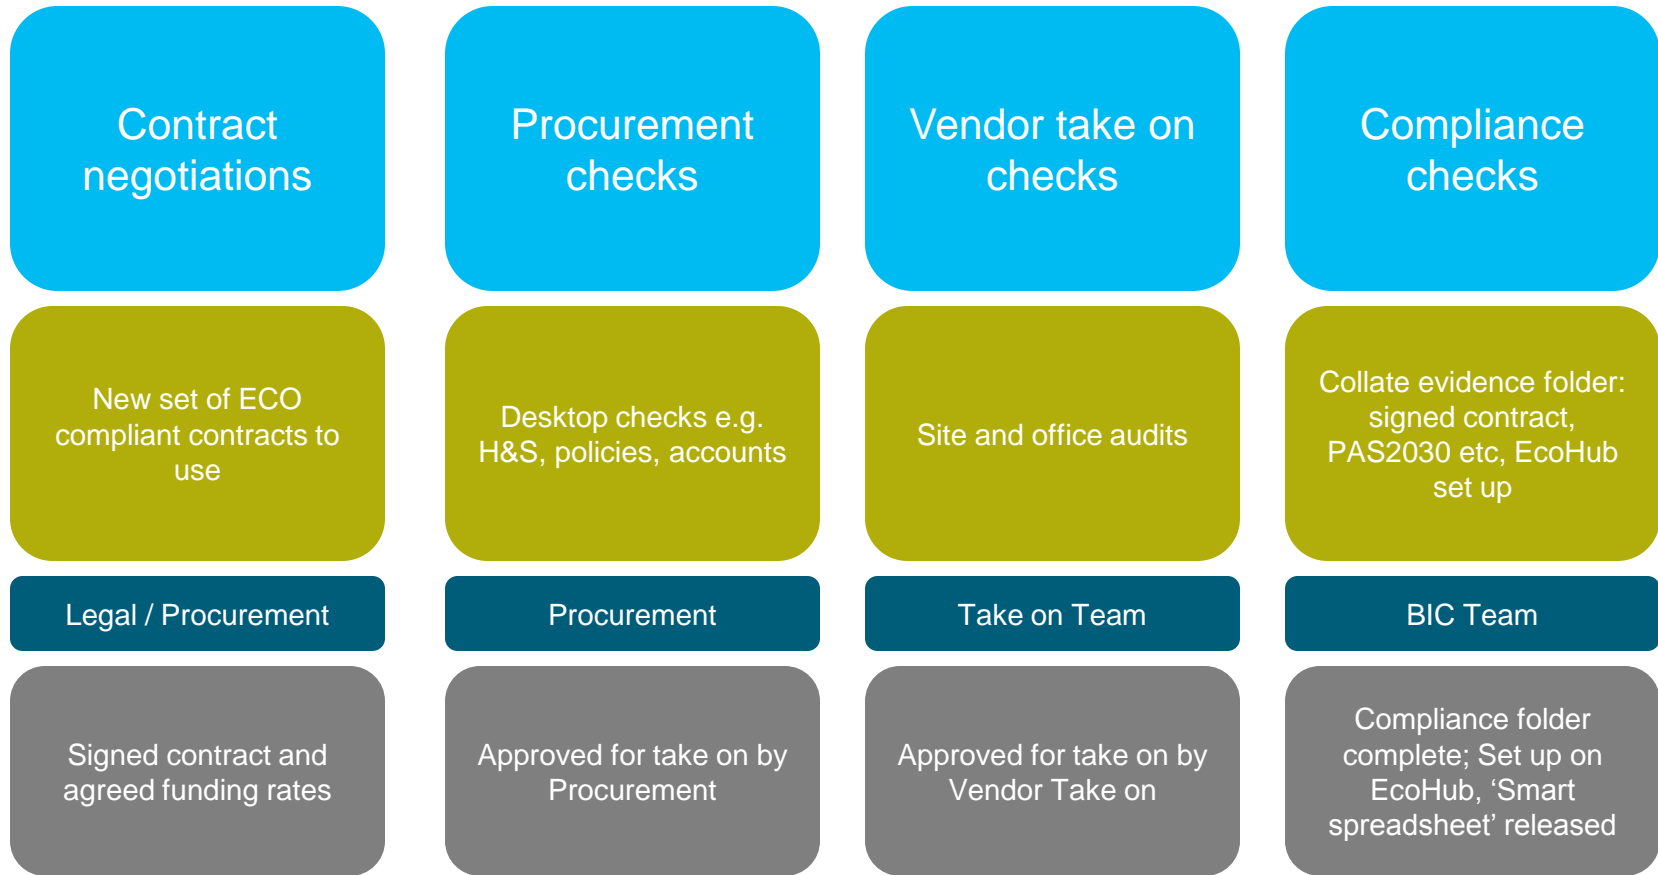 Contract
negotiations
Procurement
checks
Vendor take on
checks
Compliance
checks
New set of ECO
compliant contracts to
use
Desktop checks e.g.
H&S, policies, accounts
Site and office audits
Collate evidence folder:
signed contract,
PAS2030 etc, EcoHub
set up
Legal / Procurement
Procurement
Take on Team
BIC Team
Signed contract and
agreed funding rates
Approved for take on by
Procurement
Approved for take on by
Vendor Take on
Compliance folder
complete; Set up on
EcoHub, ‘Smart
spreadsheet’ released